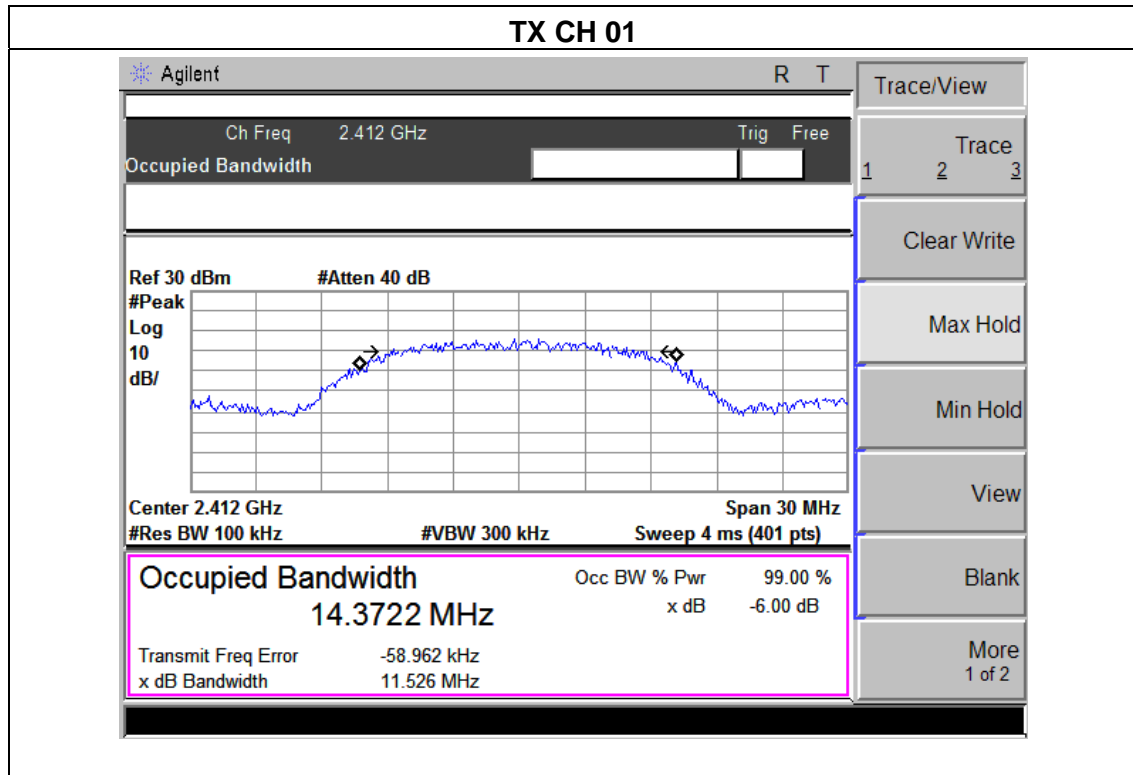 TX CH 01
Agilent R T
Trace/View
Ch Freq 2.412 GHz Trig Free
Occupied Bandwidth
Trace
1 2 3
Clear Write
Max Hold
Min Hold
View
Blank
More
1 of 2
Ref 30 dBm #Atten 40 dB
#Peak
Log
10
dB/
Center 2.412 GHz Span 30 MHz
#Res BW 100 kHz #VBW 300 kHz Sweep 4 ms (401 pts)
Occupied Bandwidth Occ BW % Pwr 99.00 %
14.3722 MHz x dB -6.00 dB
Transmit Freq Error -58.962 kHz
x dB Bandwidth 11.526 MHz